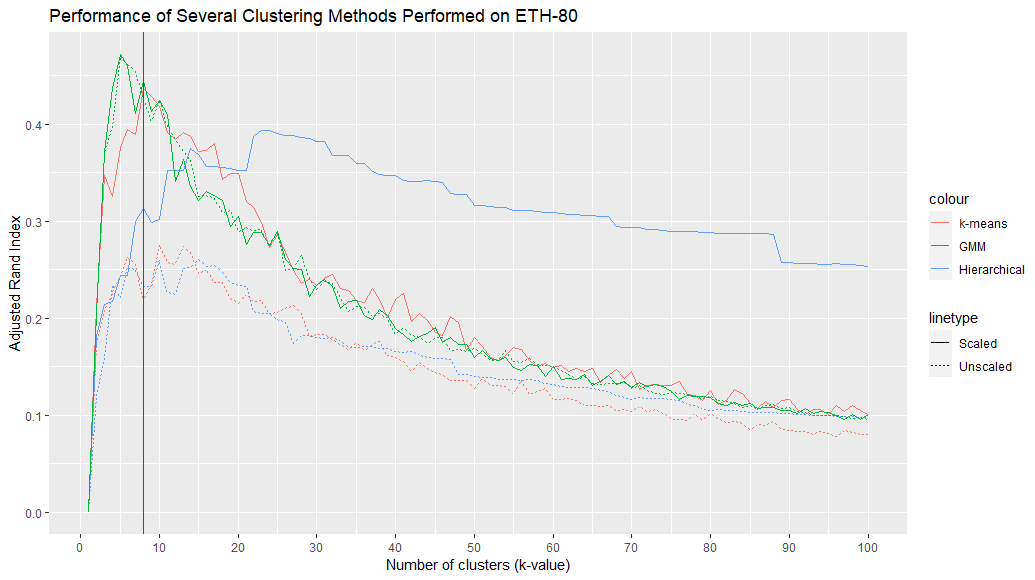 Performance of Several Clustering Methods Performed on ETH-80
Adjusted Rand Index
0.4
0.3
0.2
0.1
0.0
0 10 20 30 40 50 60 70 80 90 100
Number of clusters (k-value)
colour
k-means
GMM
Hierarchical
linetype
Scaled
Unscaled